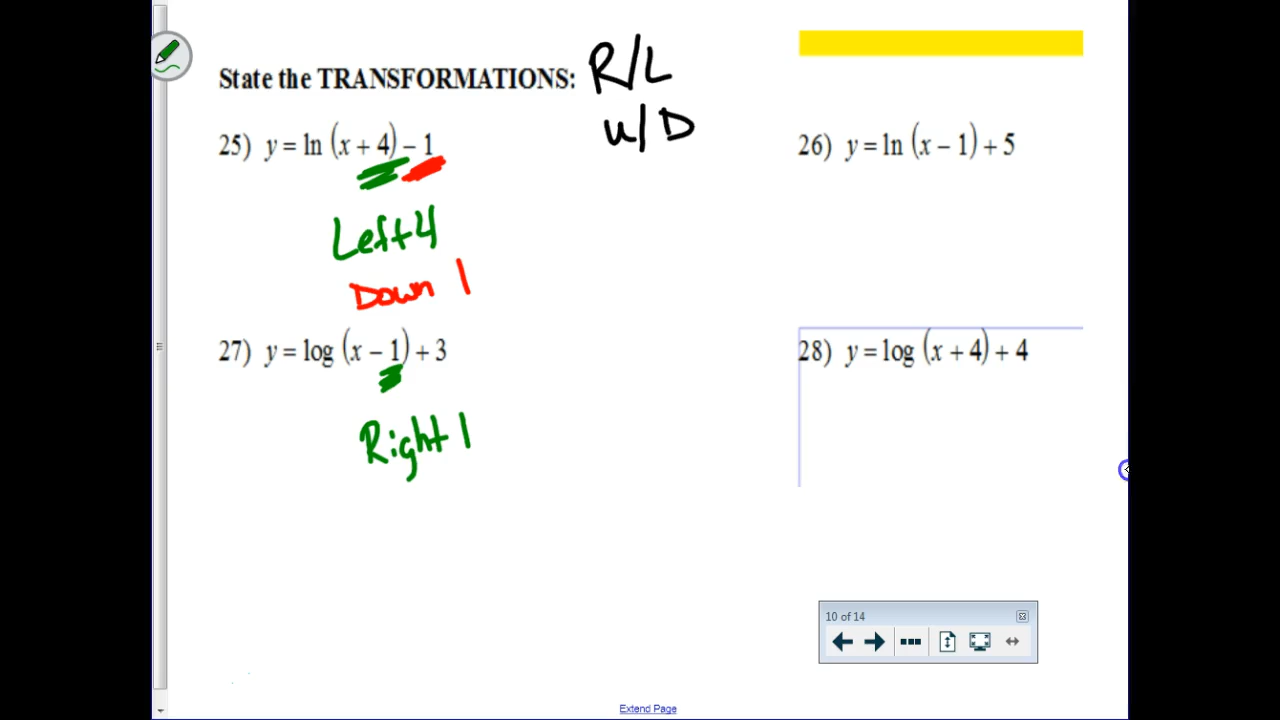 State the TRANSFORMATIONS: R/L
u/D
25) y = ln (x + 4) − 1
26) y = ln (x − 1) + 5
Left 4
Down 1
27) y = log (x − 1) + 3
28) y = log (x + 4) + 4
Right 1
10 of 14
Extend Page